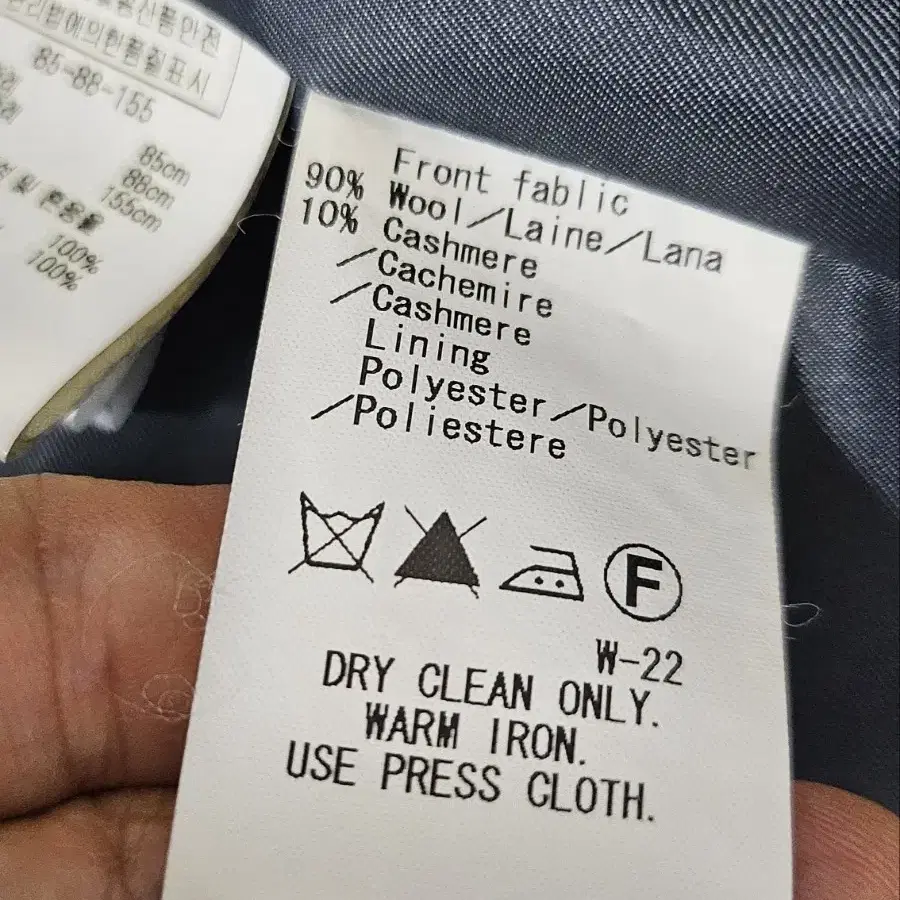 85-88-155
85cm
88cm
155cm
100%
100%
Front fablic
90% Wool/Laine/Lana
10% Cashmere
/Cachemire
/Cashmere
Lining
Polyester/Polyester
/Poliestere
F
W-22
DRY CLEAN ONLY.
WARM IRON.
USE PRESS CLOTH.